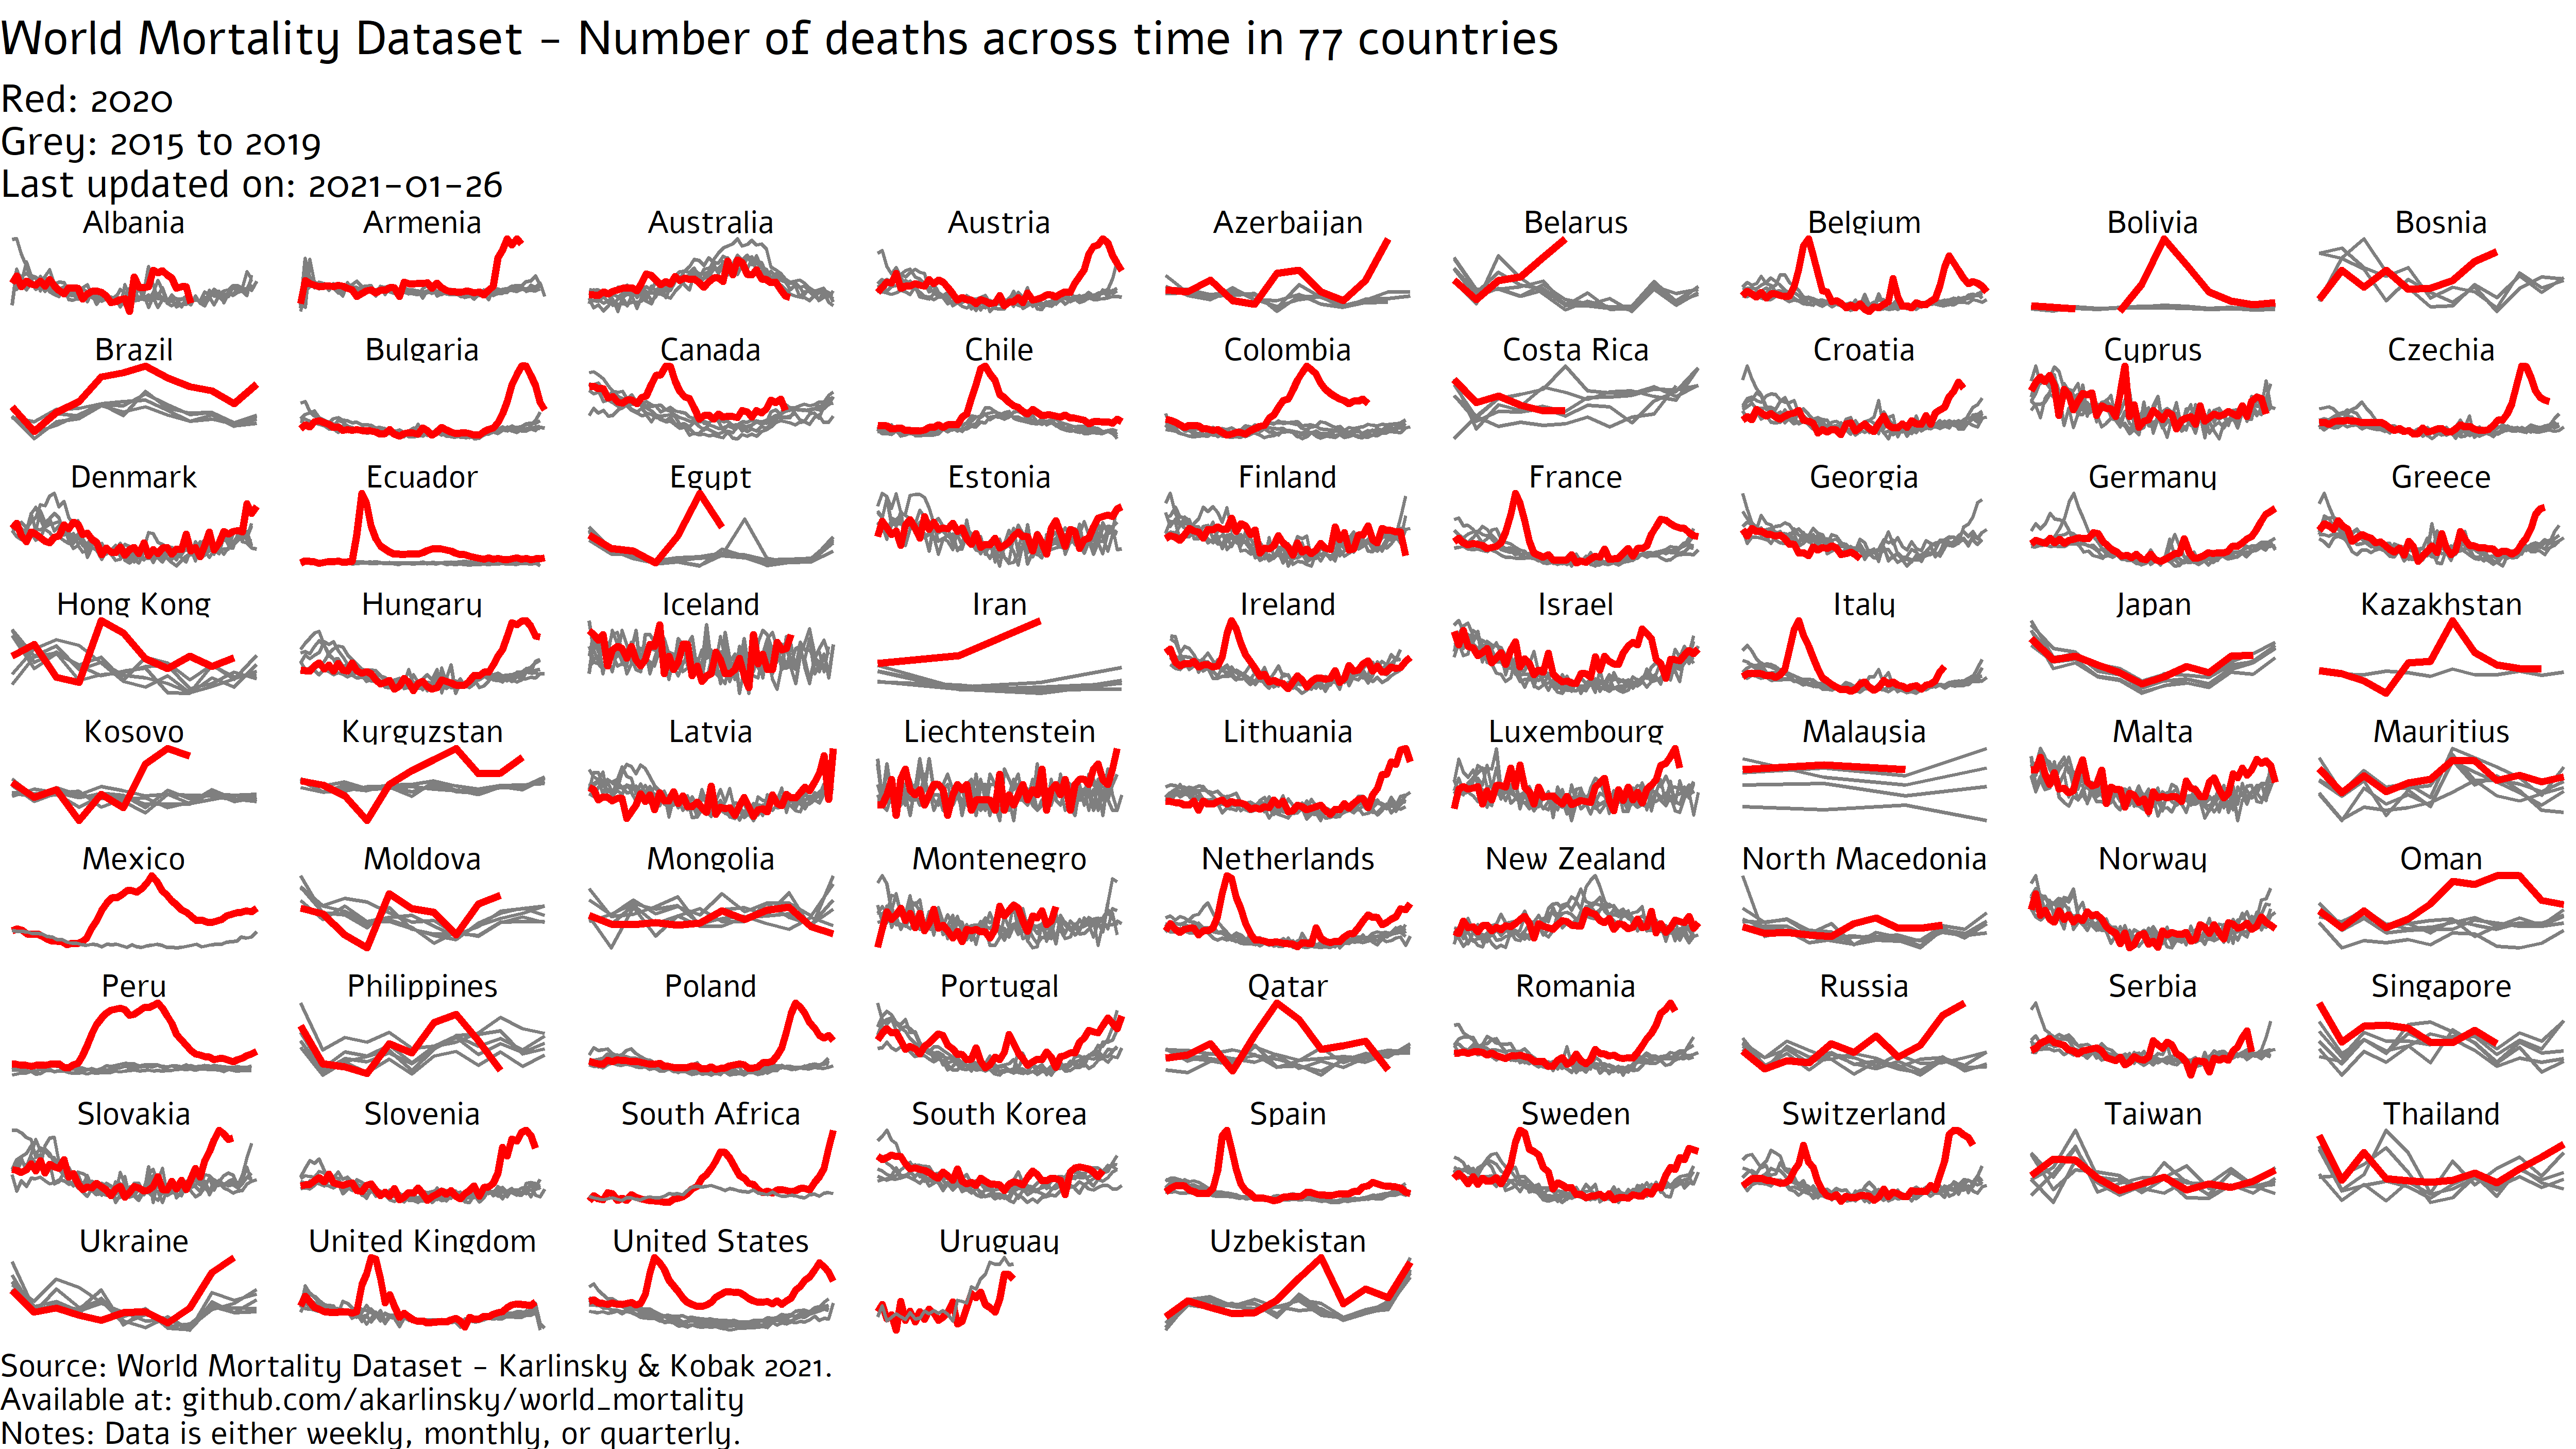 World Mortality Dataset - Number of deaths across time in 77 countries
Red: 2020
Grey: 2015 to 2019
Last updated on: 2021-01-26
Albania Armenia Australia Austria Azerbaijan Belarus Belgium Bolivia Bosnia
Brazil Bulgaria Canada Chile Colombia Costa Rica Croatia Cyprus Czechia
Denmark Ecuador Egypt Estonia Finland France Georgia Germany Greece
Hong Kong Hungary Iceland Iran Ireland Israel Italy Japan Kazakhstan
Kosovo Kyrgyzstan Latvia Liechtenstein Lithuania Luxembourg Malaysia Malta Mauritius
Mexico Moldova Mongolia Montenegro Netherlands New Zealand North Macedonia Norway Oman
Peru Philippines Poland Portugal Qatar Romania Russia Serbia Singapore
Slovakia Slovenia South Africa South Korea Spain Sweden Switzerland Taiwan Thailand
Ukraine United Kingdom United States Uruguay Uzbekistan
Source: World Mortality Dataset - Karlinsky & Kobak 2021.
Available at: github.com/akarlinsky/world_mortality
Notes: Data is either weekly, monthly, or quarterly.